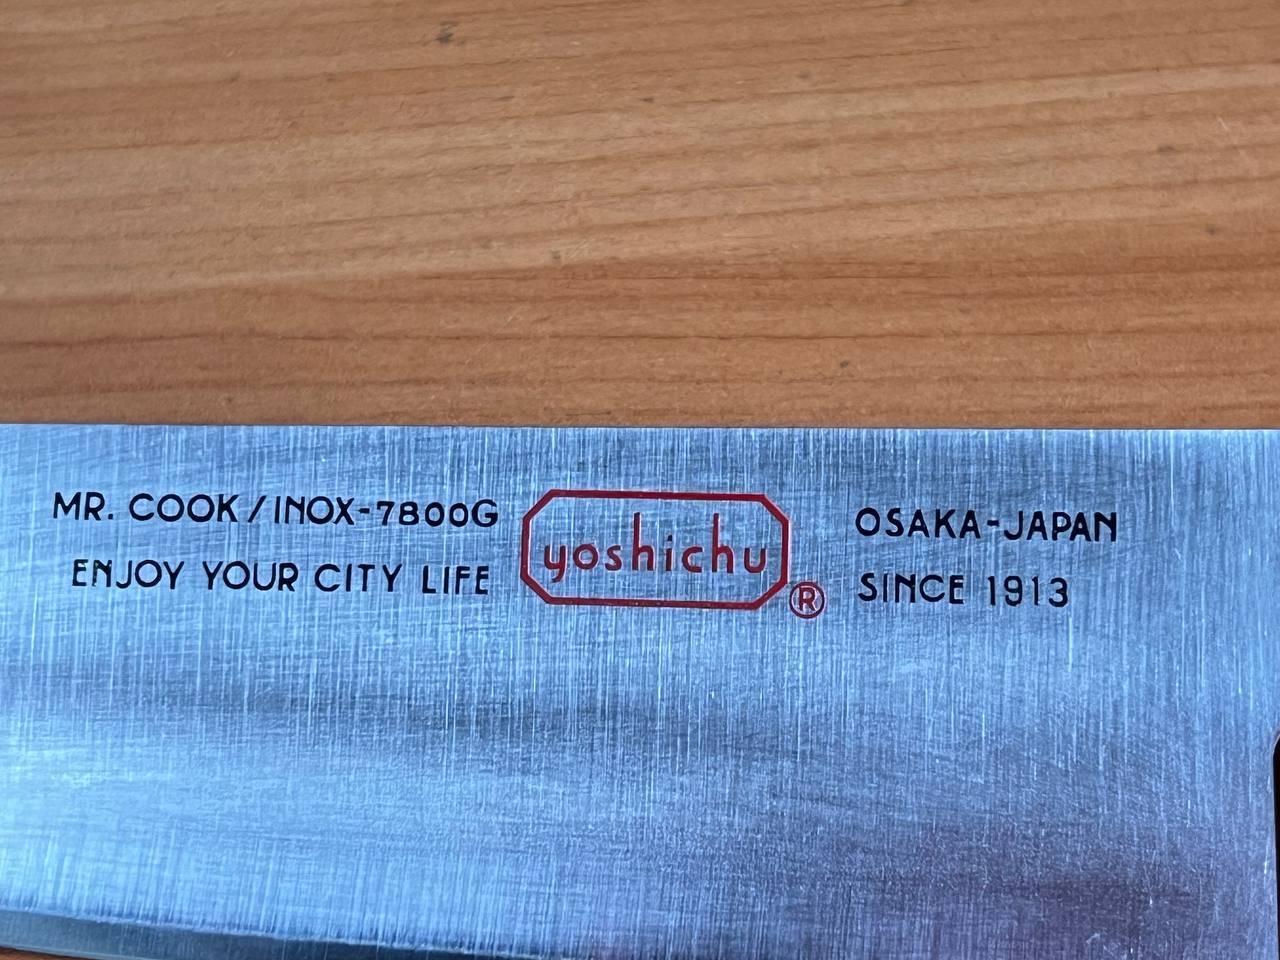 MR. COOK/INOX-7800G
ENJOY YOUR CITY LIFE
yoshichu
®
OSAKA-JAPAN
SINCE 1913